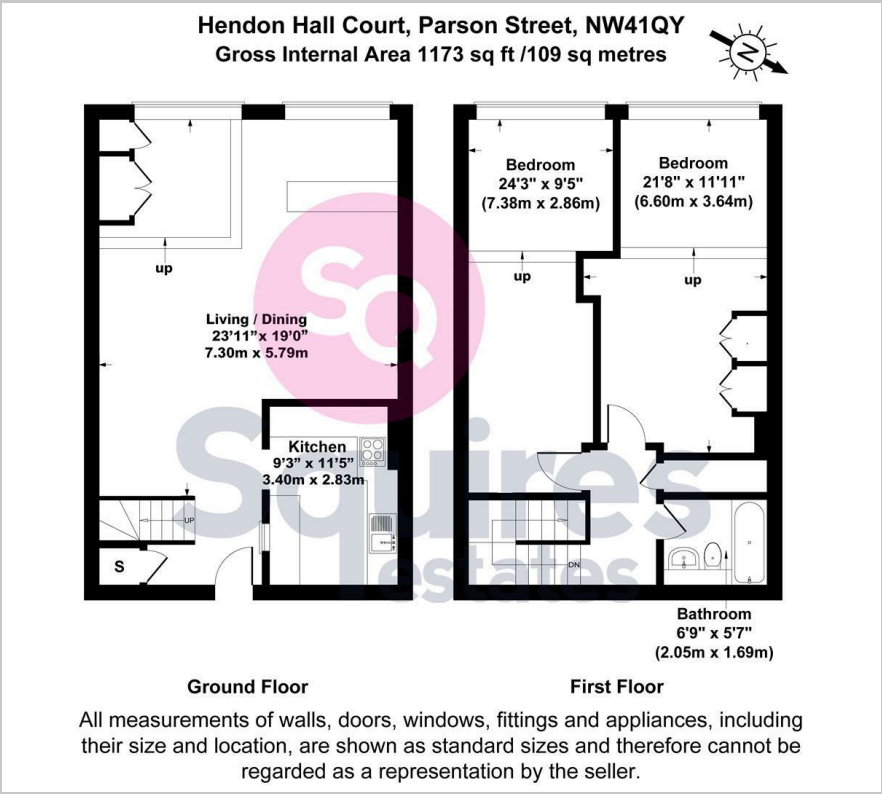 Hendon Hall Court, Parson Street, NW41QY
Gross Internal Area 1173 sq ft /109 sq metres
N
Bedroom
24'3" x 9'5"
(7.38m x 2.86m)
Bedroom
21'8" x 11'11"
(6.60m x 3.64m)
up
up
up
SQ
Living / Dining
23'11"x 19'0"
7.30m x 5.79m
Squires
estates
Kitchen
9'3" x 11'5"
3.40m x 2.83m
UP
S
DN
Bathroom
6'9" x 5'7"
(2.05m x 1.69m)
Ground Floor
First Floor
All measurements of walls, doors, windows, fittings and appliances, including
their size and location, are shown as standard sizes and therefore cannot be
regarded as a representation by the seller.